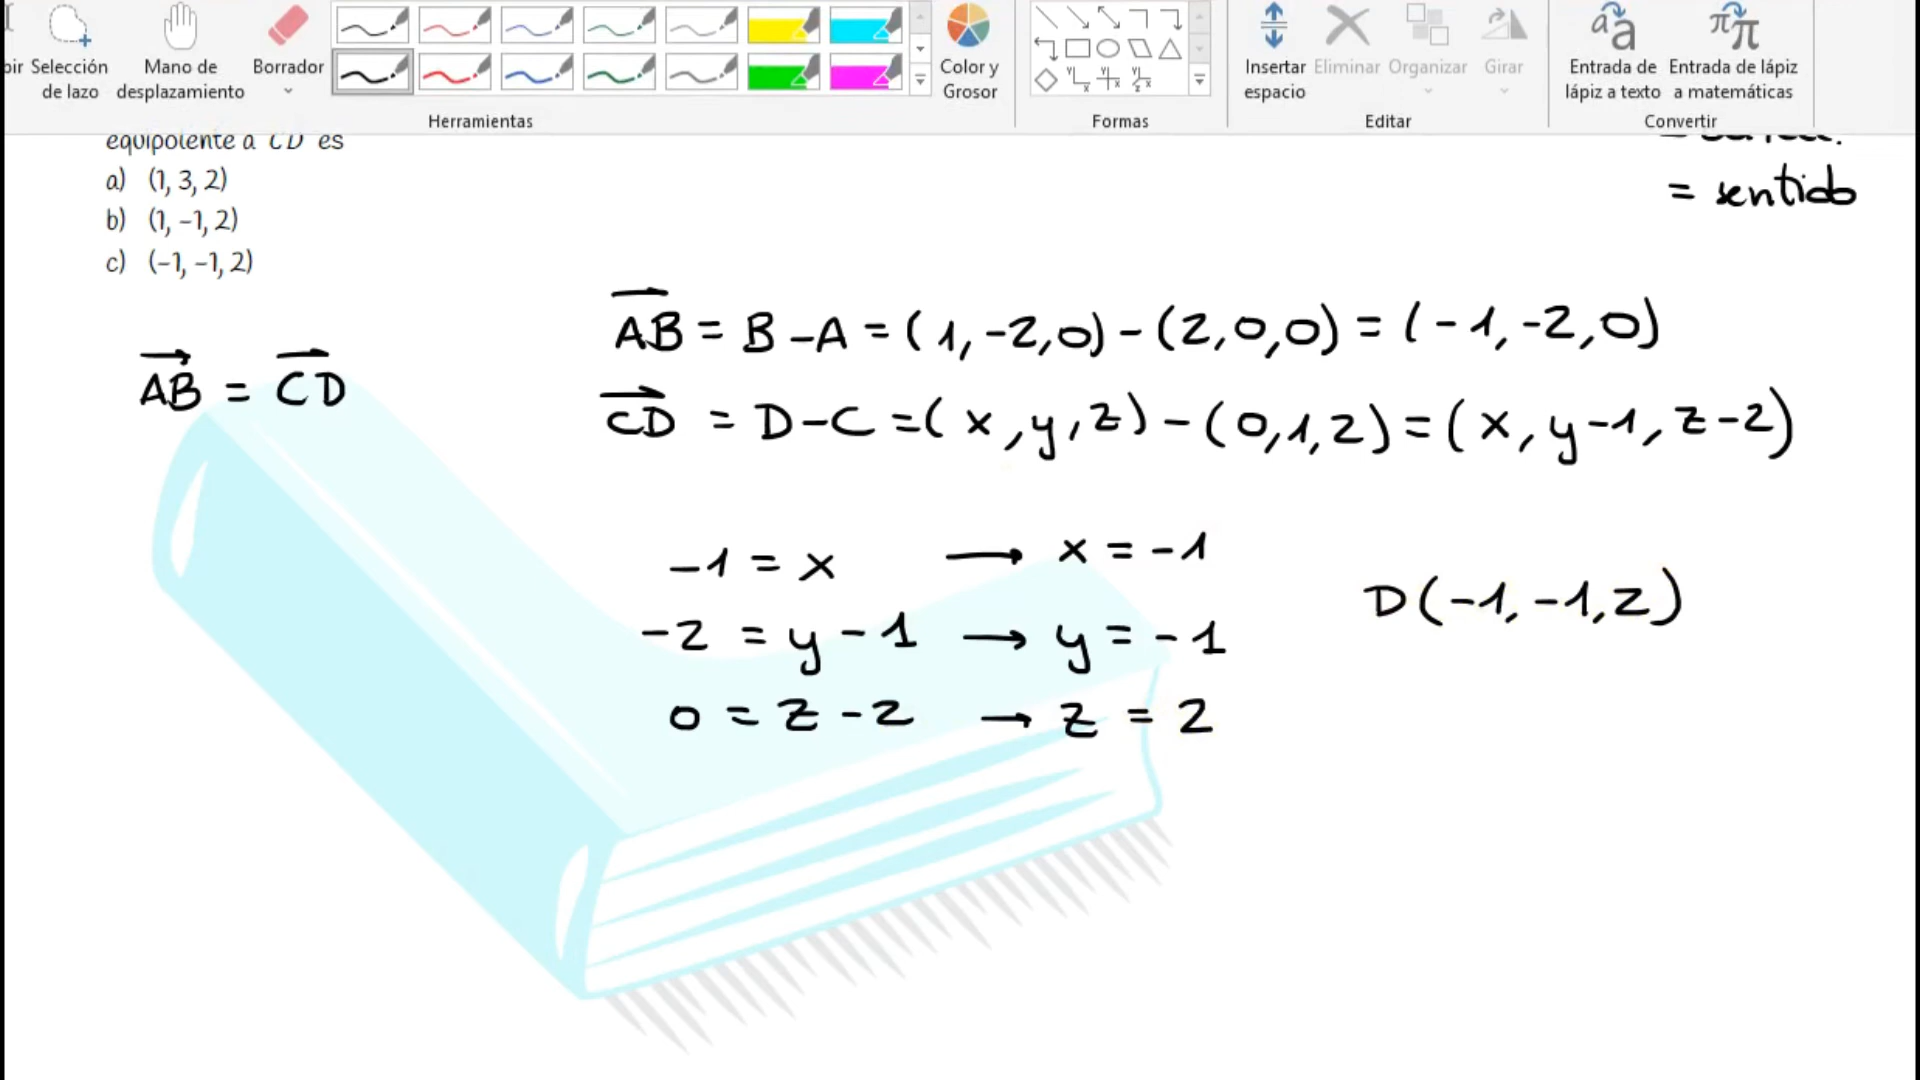 Selección de lazo
Mano de desplazamiento
Borrador
Color y Grosor
Insertar espacio
Eliminar
Organizar
Girar
Entrada de lápiz a texto
Entrada de lápiz a matemáticas
Herramientas
Formas
Editar
Convertir
equipolente a CD es
a) (1, 3, 2)
b) (1, -1, 2)
c) (-1, -1, 2)
= sentido
AB = B - A = (1, -2, 0) - (2, 0, 0) = (-1, -2, 0)
AB = CD
CD = D - C = (x, y, z) - (0, 1, 2) = (x, y-1, z-2)
-1 = x → x = -1
-2 = y - 1 → y = -1
0 = z - 2 → z = 2
D(-1, -1, 2)